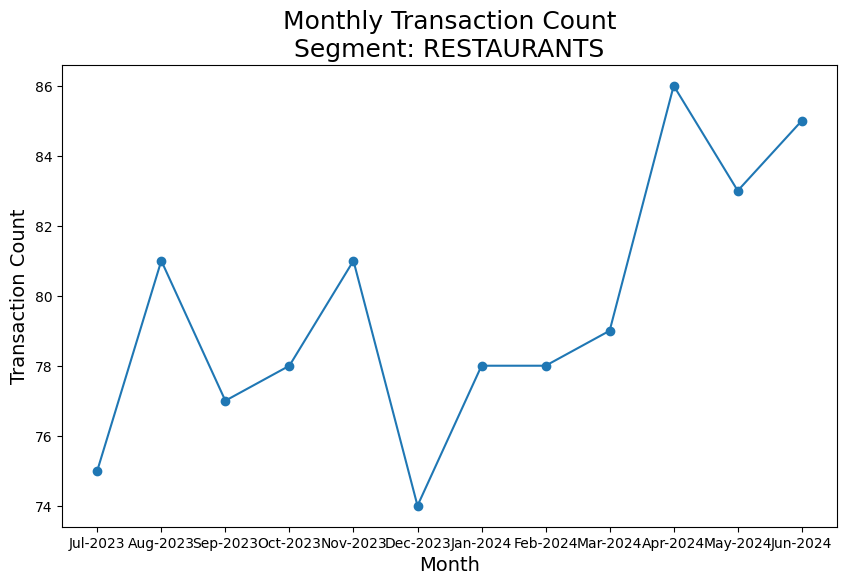 Monthly Transaction Count
Segment: RESTAURANTS
Transaction Count
86
84
82
80
78
76
74
Jul-2023 Aug-2023 Sep-2023 Oct-2023 Nov-2023 Dec-2023 Jan-2024 Feb-2024 Mar-2024 Apr-2024 May-2024 Jun-2024
Month